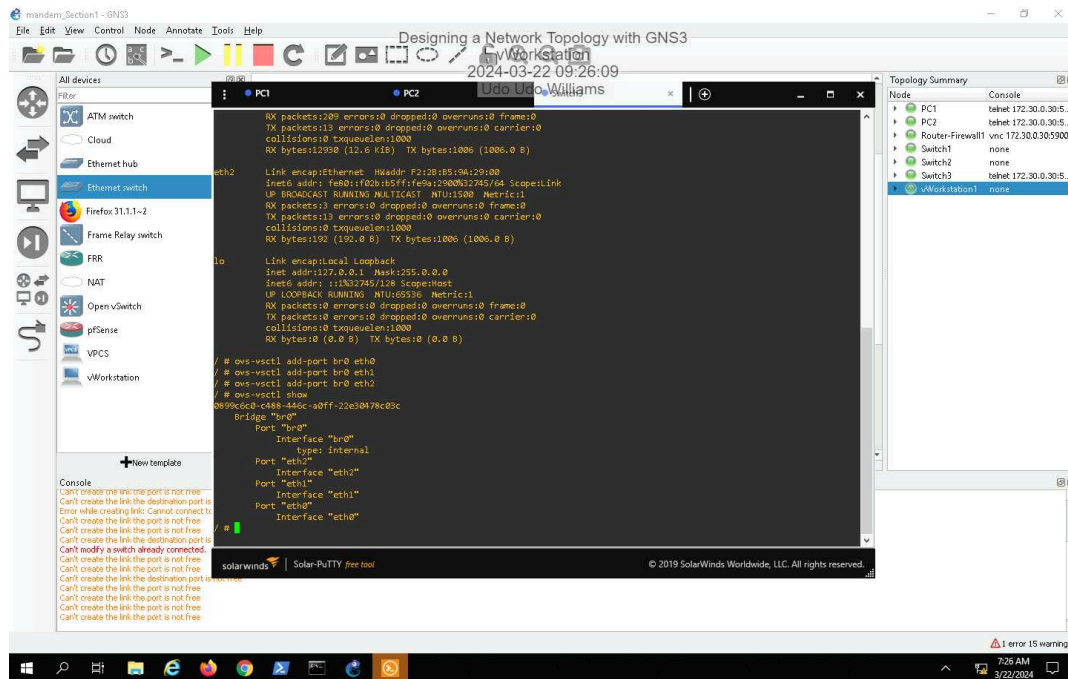 mandem_Section1 - GNS3
File Edit View Control Node Annotate Tools Help
Designing a Network Topology with GNS3
vWorkstation
2024-03-22 09:26:09
Udo Udo Williams
All devices
Filter
ATM switch
Cloud
Ethernet hub
Ethernet switch
Firefox 31.1.1~2
Frame Relay switch
FRR
NAT
Open vSwitch
pfSense
VPCS
vWorkstation
New template
PC1
PC2
Switch3
RX packets:209 errors:0 dropped:0 overruns:0 frame:0
TX packets:13 errors:0 dropped:0 overruns:0 carrier:0
collisions:0 txqueuelen:1000
RX bytes:12930 (12.6 KiB) TX bytes:1006 (1006.0 B)
eth2 Link encap:Ethernet HWaddr F2:2B:B5:9A:29:00
inet6 addr: fe80::f02b:b5ff:fe9a:2900%32745/64 Scope:Link
UP BROADCAST RUNNING MULTICAST MTU:1500 Metric:1
RX packets:3 errors:0 dropped:0 overruns:0 frame:0
TX packets:13 errors:0 dropped:0 overruns:0 carrier:0
collisions:0 txqueuelen:1000
RX bytes:192 (192.0 B) TX bytes:1006 (1006.0 B)
lo Link encap:Local Loopback
inet addr:127.0.0.1 Mask:255.0.0.0
inet6 addr: ::1%32745/128 Scope:Host
UP LOOPBACK RUNNING MTU:65536 Metric:1
RX packets:0 errors:0 dropped:0 overruns:0 frame:0
TX packets:0 errors:0 dropped:0 overruns:0 carrier:0
collisions:0 txqueuelen:1000
RX bytes:0 (0.0 B) TX bytes:0 (0.0 B)
/ # ovs-vsctl add-port br0 eth0
/ # ovs-vsctl add-port br0 eth1
/ # ovs-vsctl add-port br0 eth2
/ # ovs-vsctl show
0899c6c0-c488-446c-a0ff-22e30478c03c
Bridge "br0"
Port "br0"
Interface "br0"
type: internal
Port "eth2"
Interface "eth2"
Port "eth1"
Interface "eth1"
Port "eth0"
Interface "eth0"
/ #
solarwinds Solar-PuTTY free tool © 2019 SolarWinds Worldwide, LLC. All rights reserved.
Topology Summary
Node Console
PC1 telnet 172.30.0.30:5..
PC2 telnet 172.30.0.30:5..
Router-Firewall1 vnc 172.30.0.30:5900
Switch1 none
Switch2 none
Switch3 telnet 172.30.0.30:5..
vWorkstation1 none
Console
Can't create the link the port is not free
Can't create the link the destination port is
Error while creating link: Cannot connect to
Can't create the link the port is not free
Can't create the link the port is not free
Can't create the link the destination port is
Can't modify a switch already connected.
Can't create the link the port is not free
Can't create the link the port is not free
Can't create the link the destination port is not free
Can't create the link the port is not free
Can't create the link the port is not free
Can't create the link the port is not free
Can't create the link the port is not free
1 error 15 warning
7:26 AM
3/22/2024